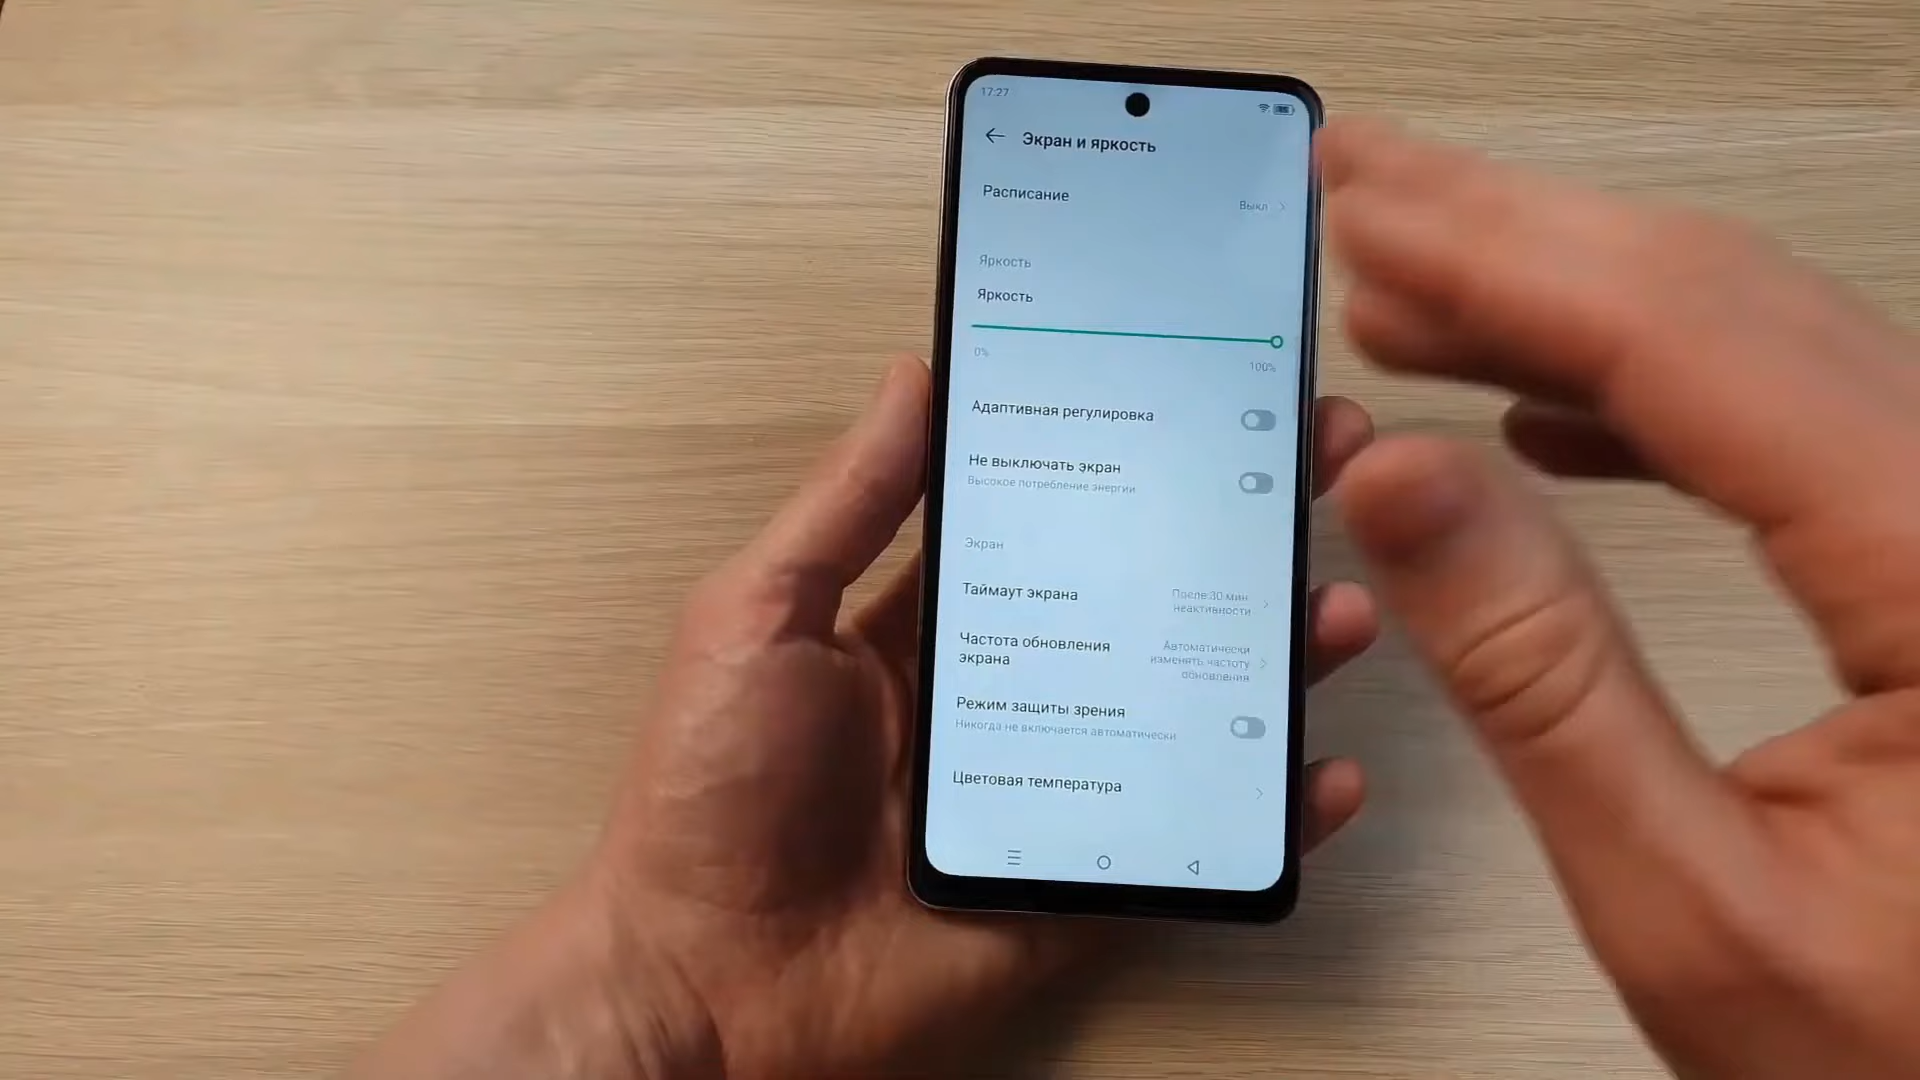 17:27
Экран и яркость
Расписание
Выкл
Яркость
Яркость
0%
100%
Адаптивная регулировка
Не выключать экран
Высокое потребление энергии
Экран
Таймаут экрана
После 30 мин
неактивности
Частота обновления
экрана
Автоматически
изменять частоту
обновления
Режим защиты зрения
Никогда не включается автоматически
Цветовая температура